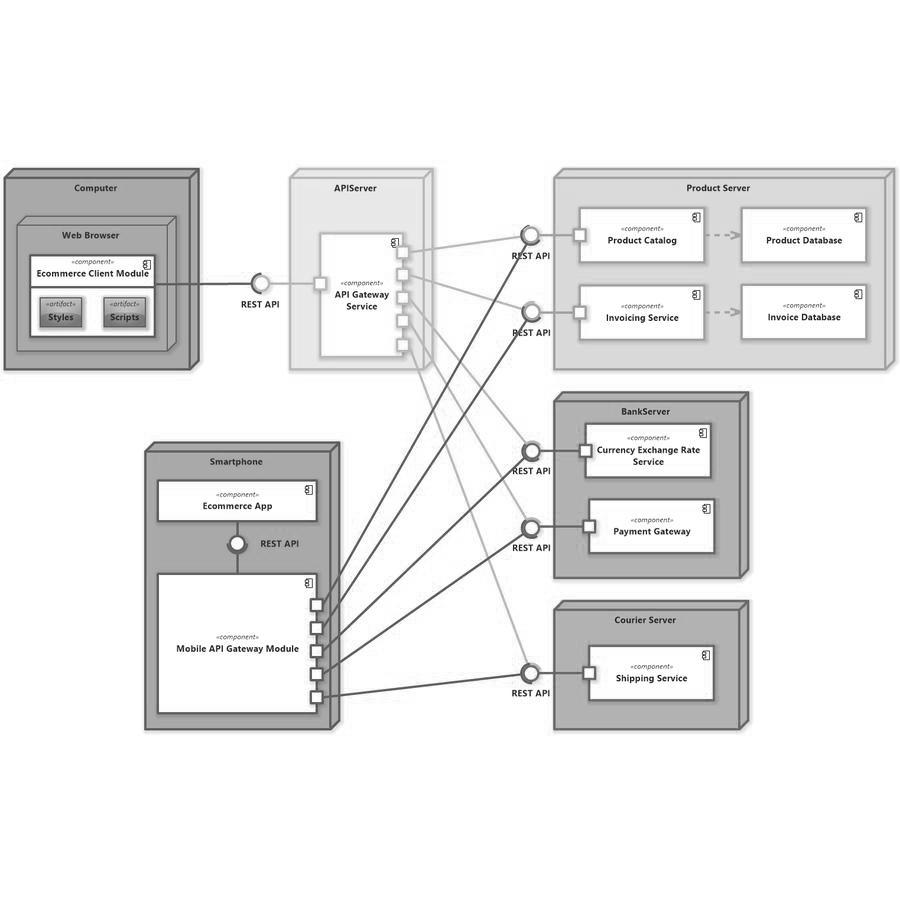 Computer
Web Browser
«component»
Ecommerce Client Module
«artifact»
Styles
«artifact»
Scripts
REST API
APIServer
«component»
API Gateway
Service
REST API
REST API
Product Server
«component»
Product Catalog
«component»
Product Database
«component»
Invoicing Service
«component»
Invoice Database
Smartphone
«component»
Ecommerce App
REST API
«component»
Mobile API Gateway Module
REST API
REST API
BankServer
«component»
Currency Exchange Rate
Service
«component»
Payment Gateway
REST API
Courier Server
«component»
Shipping Service